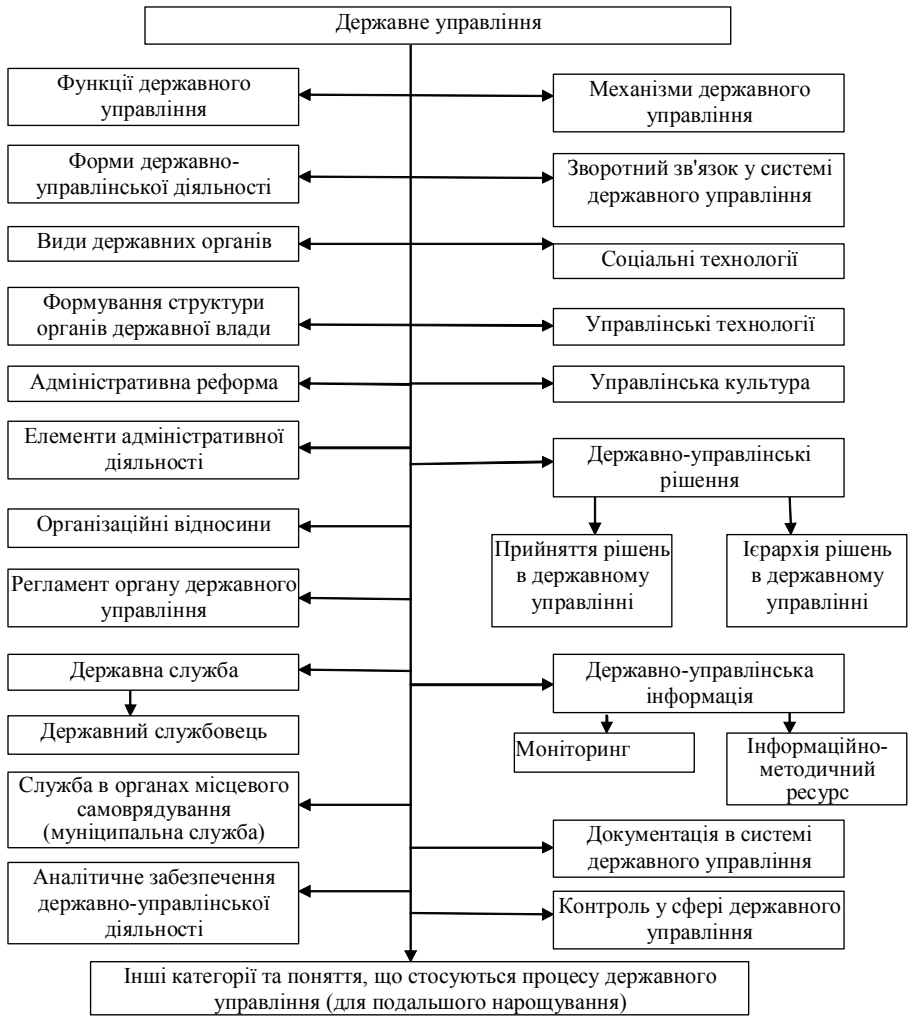 Державне управління
Функції державного
управління
Механізми державного
управління
Форми державно-
управлінської діяльності
Зворотний зв'язок у системі
державного управління
Види державних органів
Соціальні технології
Формування структури
органів державної влади
Управлінські технології
Адміністративна реформа
Управлінська культура
Елементи адміністративної
діяльності
Державно-управлінські
рішення
Організаційні відносини
Прийняття рішень
в державному
управлінні
Ієрархія рішень
в державному
управлінні
Регламент органу державного
управління
Державна служба
Державно-управлінська
інформація
Державний службовець
Моніторинг
Інформаційно-
методичний
ресурс
Служба в органах місцевого
самоврядування
(муніципальна служба)
Документація в системі
державного управління
Аналітичне забезпечення
державно-управлінської
діяльності
Контроль у сфері державного
управління
Інші категорії та поняття, що стосуються процесу державного
управління (для подальшого нарощування)